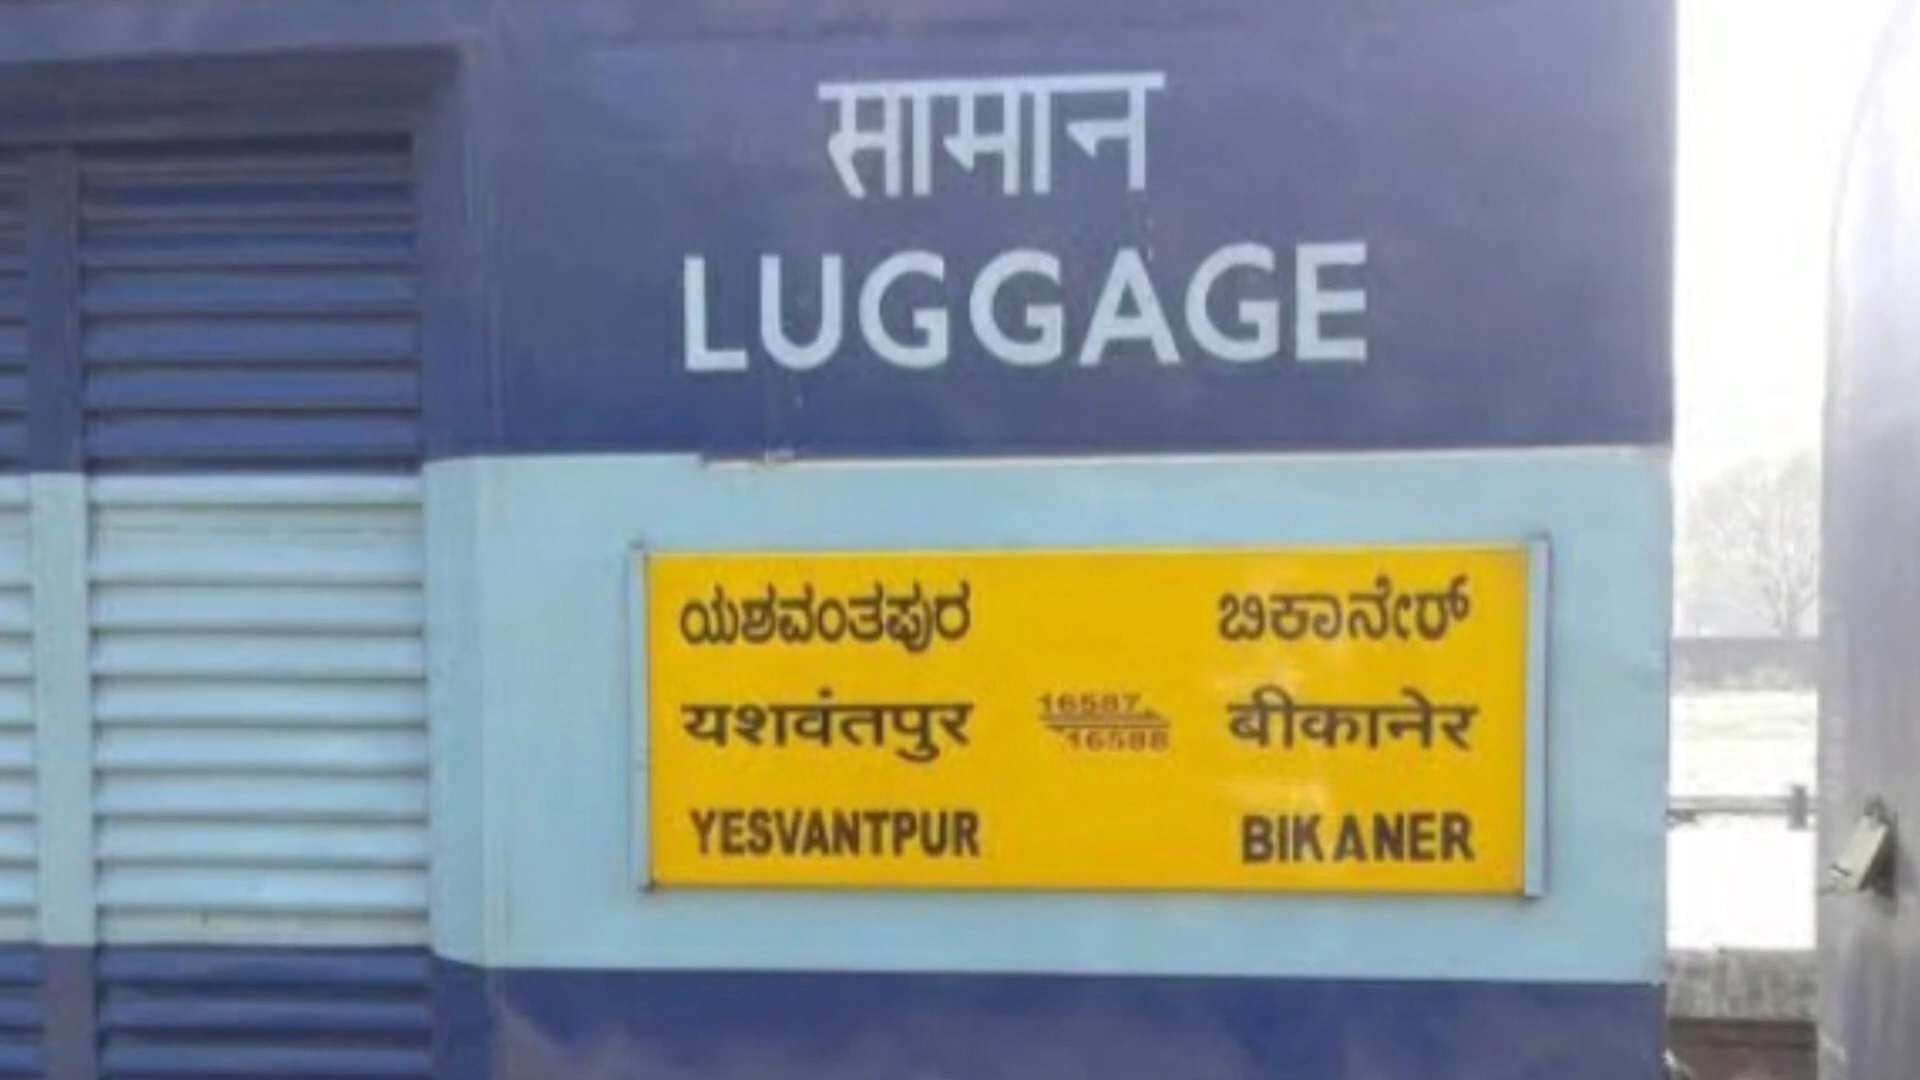 सामान
LUGGAGE
ಯಶವಂತಪುರ ಬಿಕಾನೇರ್
यशवंतपुर 16587 बीकानेर
16588
YESVANTPUR BIKANER